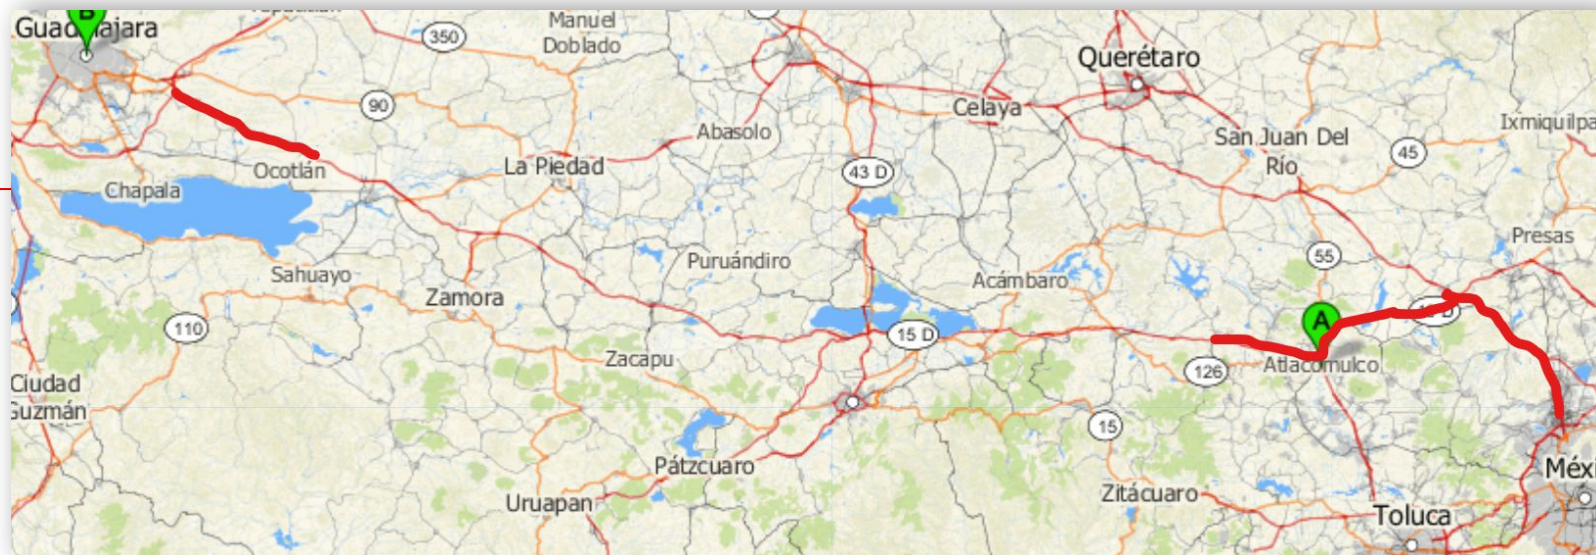 B
Guadalajara
350
Manuel
Doblado
Querétaro
90
Celaya
Abasolo
San Juan Del
Río
Ixmiquilpa
45
La Piedad
43 D
Ocotlán
Chapala
Presas
55
Puruándiro
Acámbaro
Sahuayo
Zamora
A
110
15 D
Zacapu
126
Atlacomulco
Ciudad
Guzmán
15
Pátzcuaro
Zitácuaro
Méxi
Uruapan
Toluca